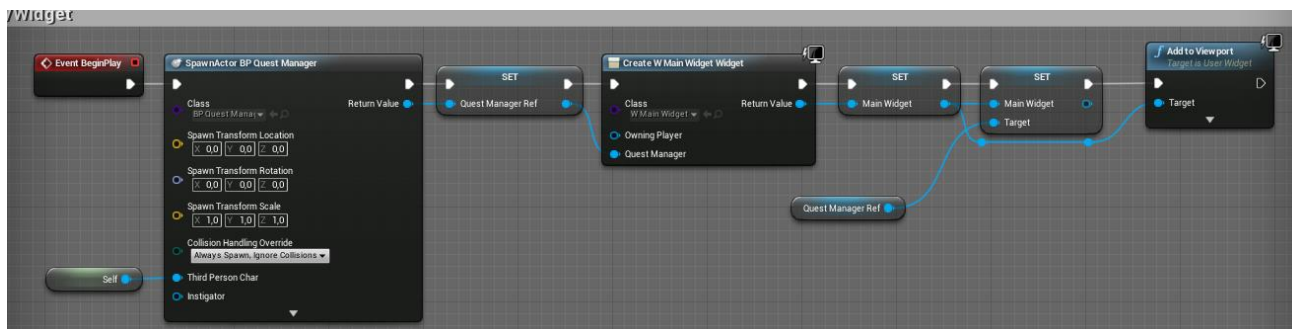 /Widget
Event BeginPlay
SpawnActor BP Quest Manager
Class
BP Quest Manag
Return Value
Spawn Transform Location
X 0,0 Y 0,0 Z 0,0
Spawn Transform Rotation
X 0,0 Y 0,0 Z 0,0
Spawn Transform Scale
X 1,0 Y 1,0 Z 1,0
Collision Handling Override
Always Spawn, Ignore Collisions
Third Person Char
Instigator
Self
SET
Quest Manager Ref
Create W Main Widget Widget
Class
W Main Widget
Return Value
Owning Player
Quest Manager
SET
Main Widget
SET
Main Widget
Target
Quest Manager Ref
f Add to Viewport
Target is User Widget
Target